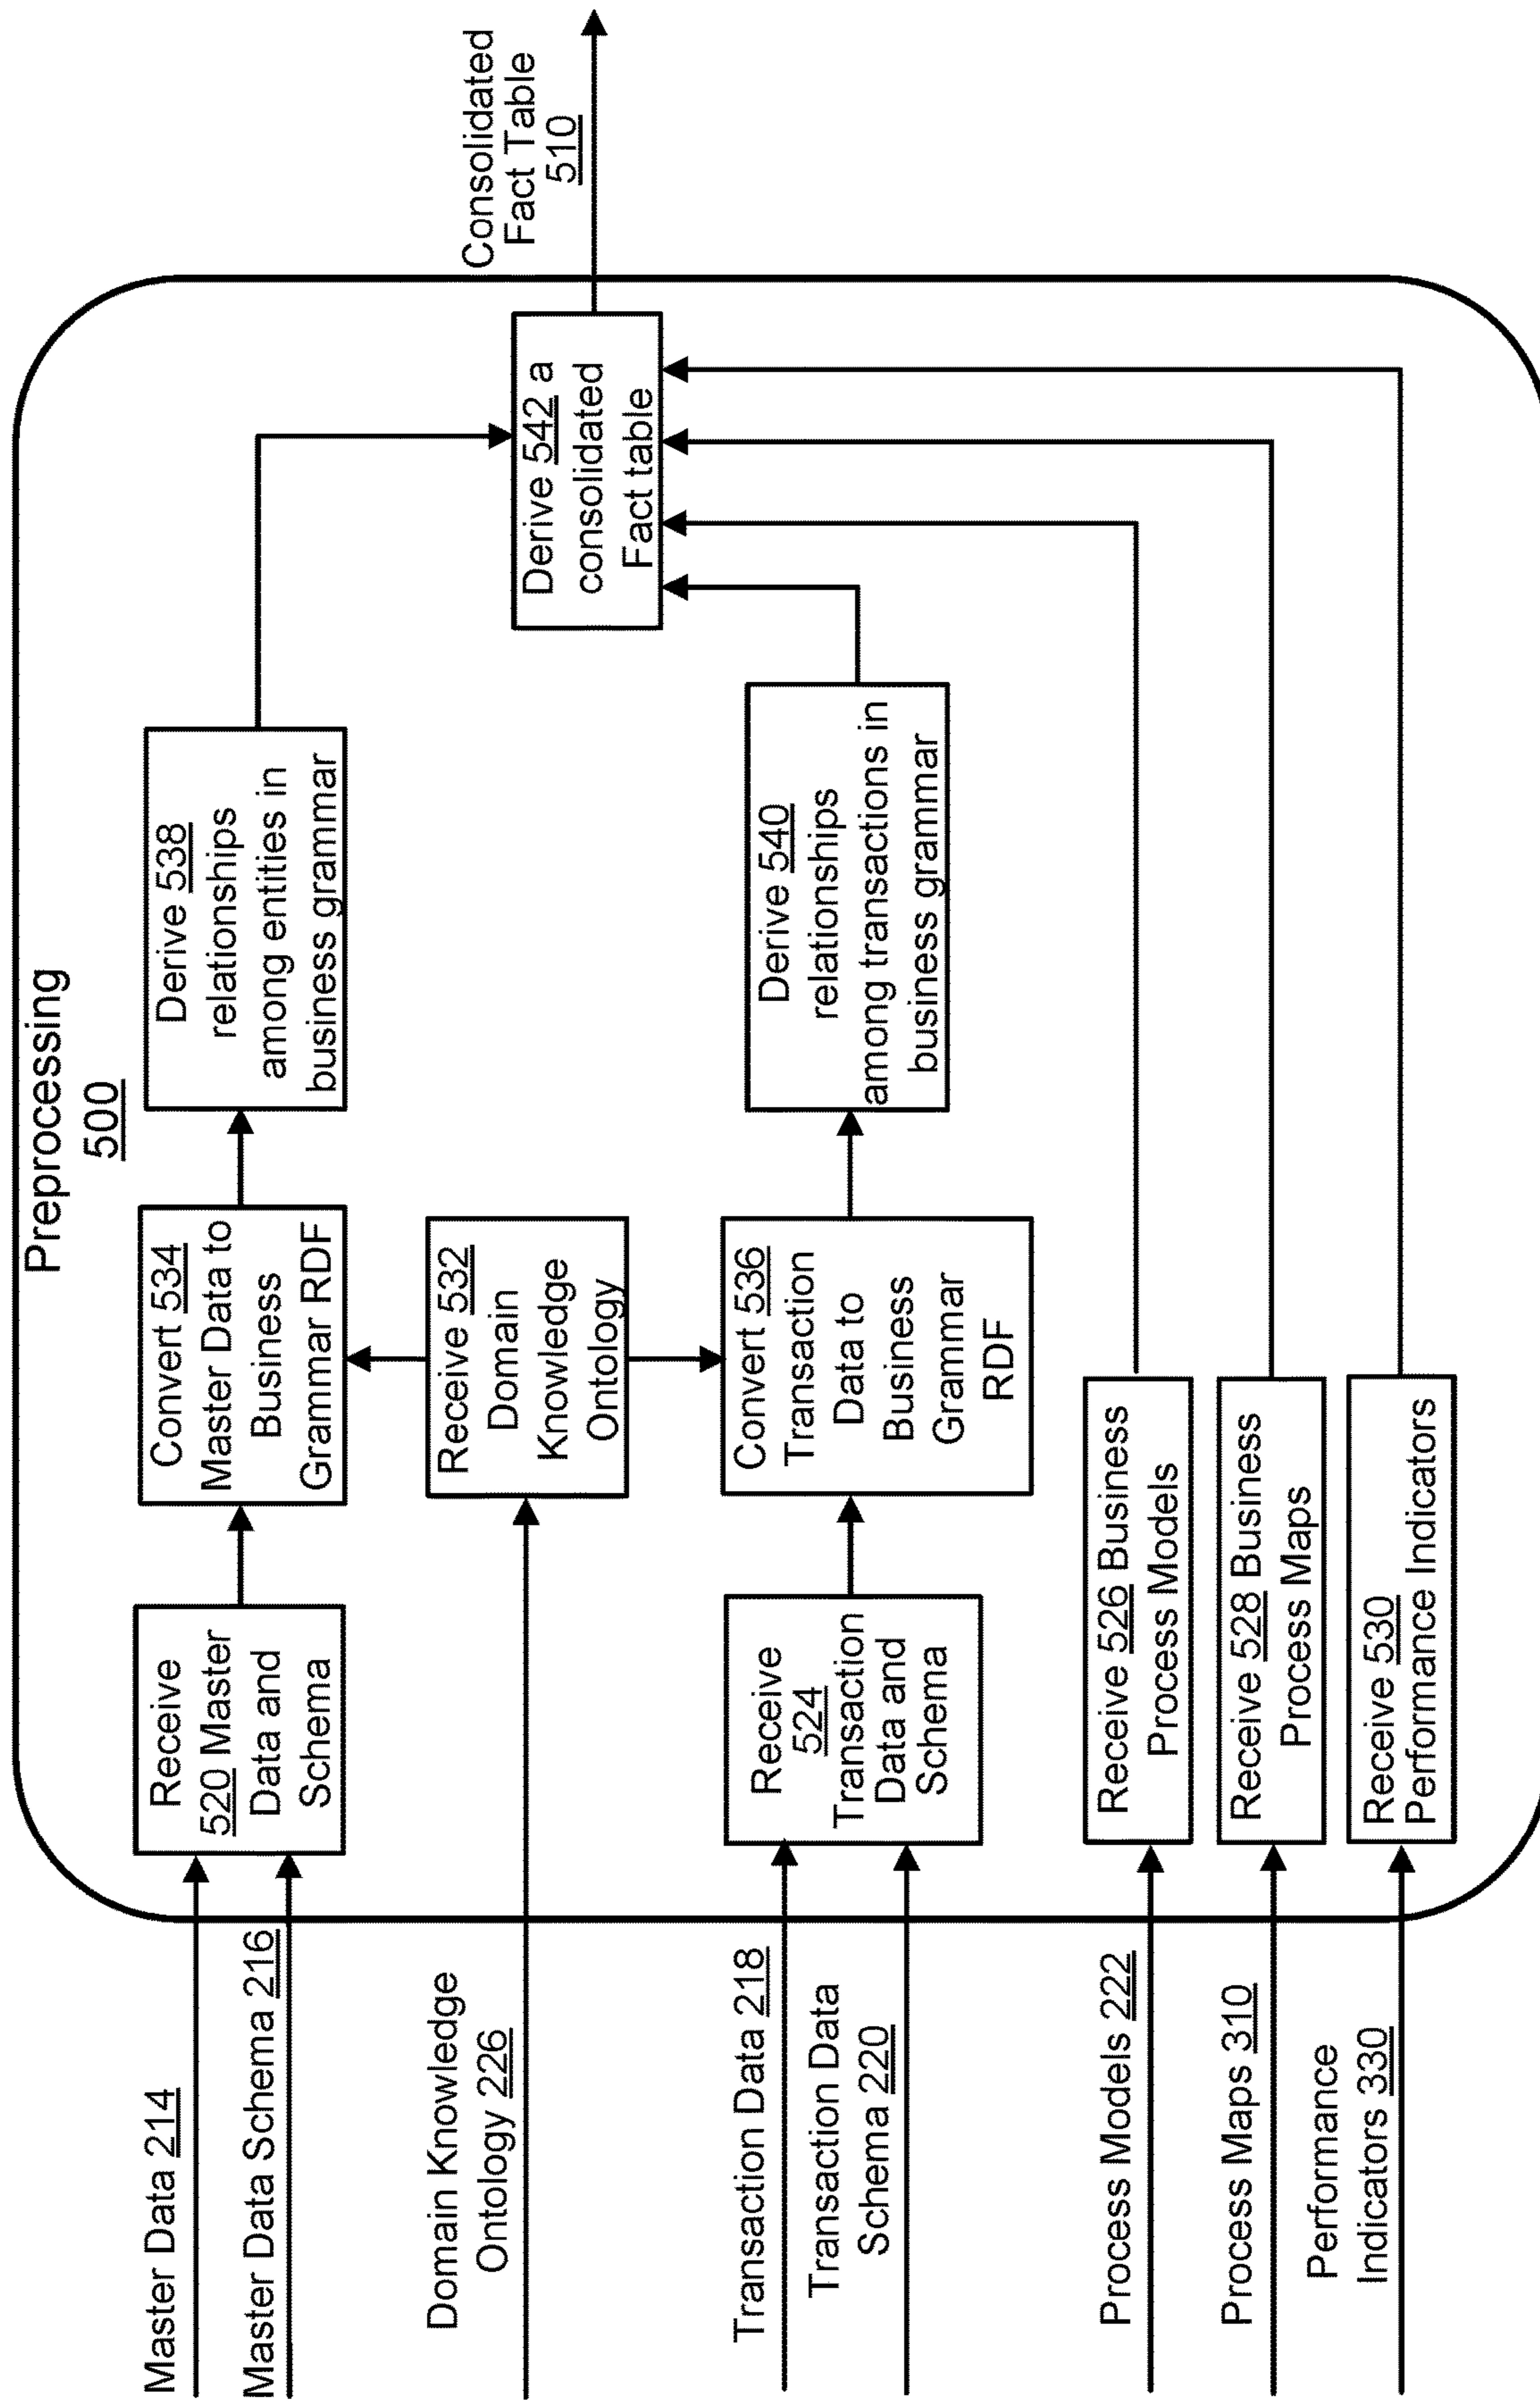 Preprocessing
500
Master Data 214
Master Data Schema 216
Domain Knowledge
Ontology 226
Transaction Data 218
Transaction Data
Schema 220
Process Models 222
Process Maps 310
Performance
Indicators 330
Receive
520 Master
Data and
Schema
Convert 534
Master Data to
Business
Grammar RDF
Derive 538
relationships
among entities in
business grammar
Receive 532
Domain
Knowledge
Ontology
Receive
524
Transaction
Data and
Schema
Convert 536
Transaction
Data to
Business
Grammar
RDF
Derive 540
relationships
among transactions in
business grammar
Receive 526 Business
Process Models
Receive 528 Business
Process Maps
Receive 530
Performance Indicators
Derive 542 a
consolidated
Fact table
Consolidated
Fact Table
510